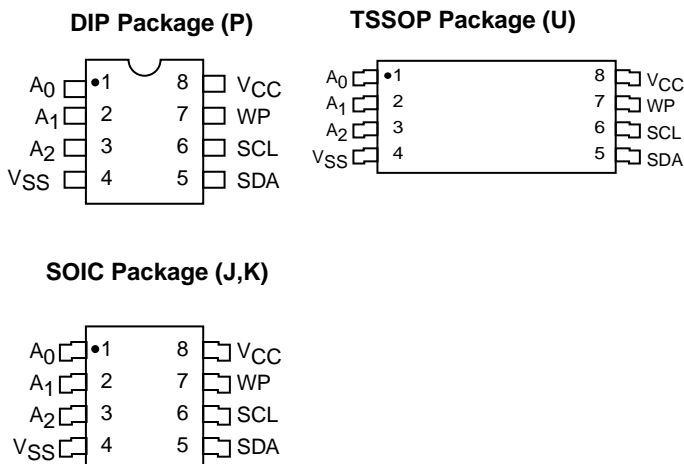 DIP Package (P)
A0 1 8 VCC
A1 2 7 WP
A2 3 6 SCL
VSS 4 5 SDA
TSSOP Package (U)
A0 1 8 VCC
A1 2 7 WP
A2 3 6 SCL
VSS 4 5 SDA
SOIC Package (J,K)
A0 1 8 VCC
A1 2 7 WP
A2 3 6 SCL
VSS 4 5 SDA